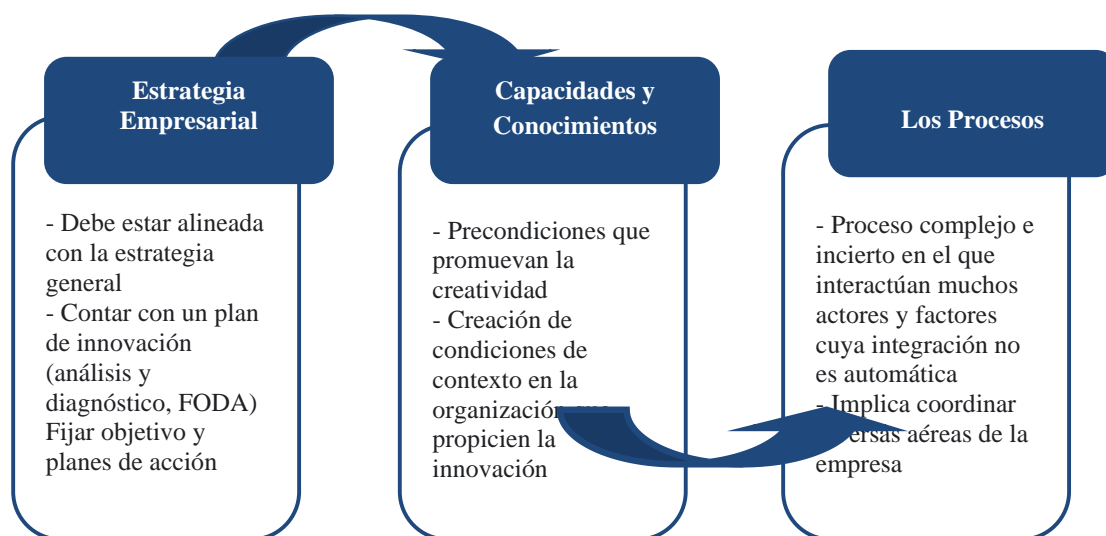 Estrategia
Empresarial
- Debe estar alineada
con la estrategia
general
- Contar con un plan
de innovación
(análisis y
diagnóstico, FODA)
Fijar objetivo y
planes de acción
Capacidades y
Conocimientos
- Precondiciones que
promuevan la
creatividad
- Creación de
condiciones de
contexto en la
organización
propicien la
innovación
Los Procesos
- Proceso complejo e
incierto en el que
interactúan muchos
actores y factores
cuya integración no
es automática
- Implica coordinar
aéreas de la
empresa